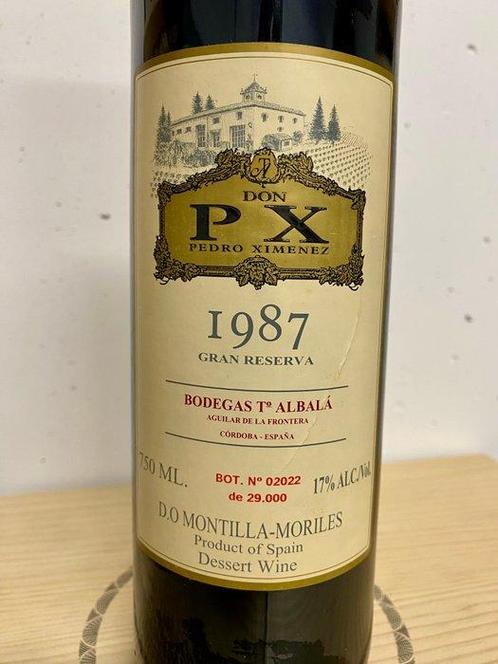 DON
PX
PEDRO XIMENEZ
1987
GRAN RESERVA
BODEGAS Tº ALBALÁ
AGUILAR DE LA FRONTERA
CÓRDOBA - ESPAÑA
750 ML.
BOT. Nº 02022
de 29.000
17% ALC./Vol.
D.O MONTILLA-MORILES
Product of Spain
Dessert Wine